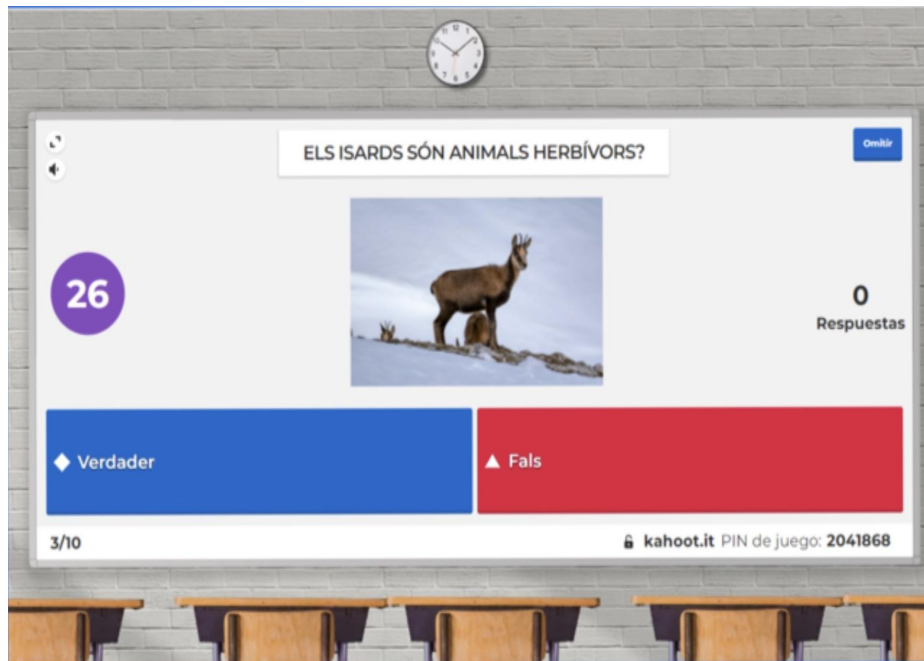 ELS ISARDS SÓN ANIMALS HERBÍVORS?
Omitir
26
0
Respuestas
Verdader
Fals
3/10
kahoot.it PIN de juego: 2041868